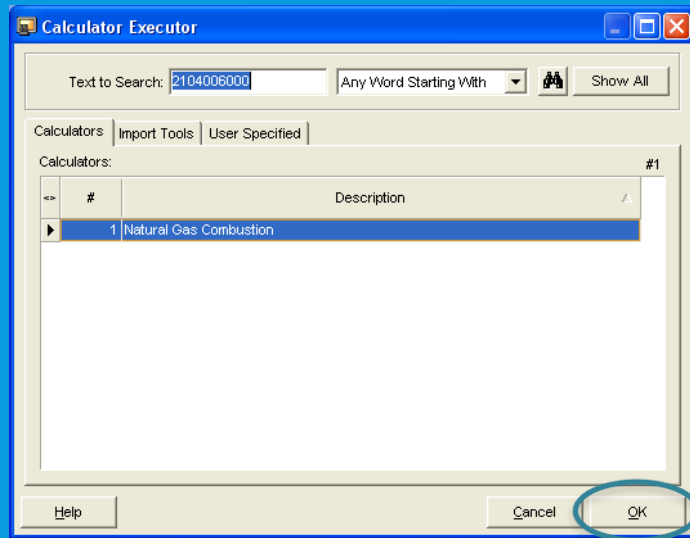 Calculator Executor
Text to Search: 2104006000 Any Word Starting With Show All
Calculators Import Tools User Specified
Calculators: #1
<=> # Description
1 Natural Gas Combustion
Help Cancel OK